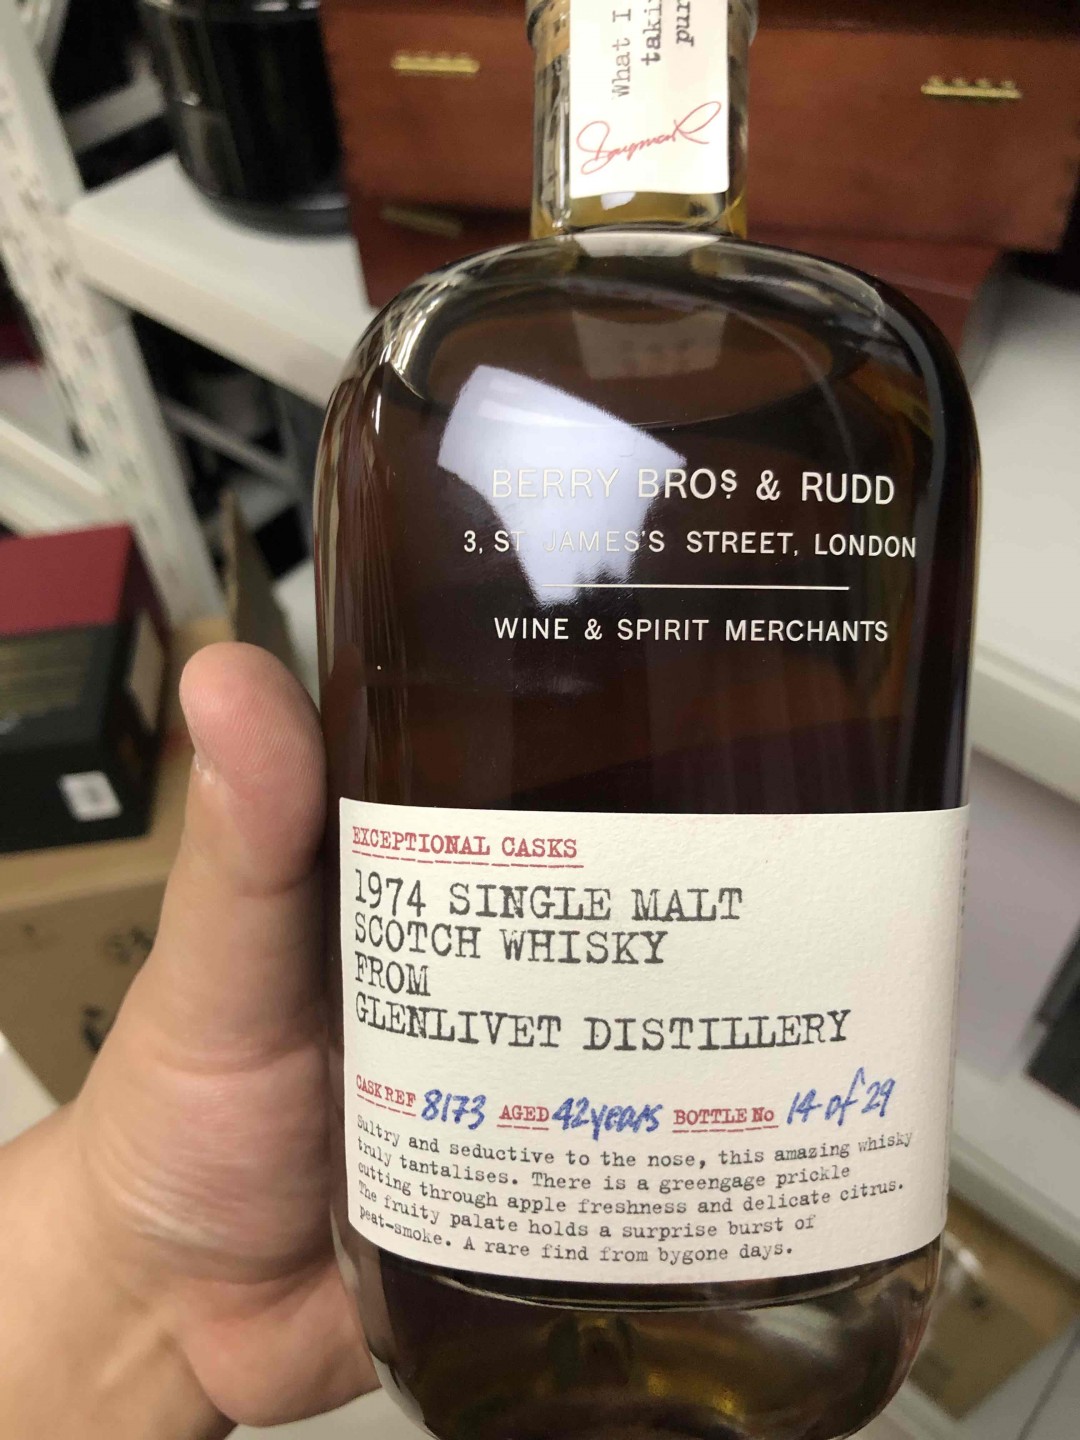 What I
taki
pur
BERRY BROS & RUDD
3, ST JAMES'S STREET, LONDON
WINE & SPIRIT MERCHANTS
EXCEPTIONAL CASKS
1974 SINGLE MALT
SCOTCH WHISKY
FROM
GLENLIVET DISTILLERY
CASK REF 8173 AGED 42 years BOTTLE No 14 of 29
Sultry and seductive to the nose, this amazing whisky
truly tantalises. There is a greengage prickle
cutting through apple freshness and delicate citrus.
The fruity palate holds a surprise burst of
peat-smoke. A rare find from bygone days.